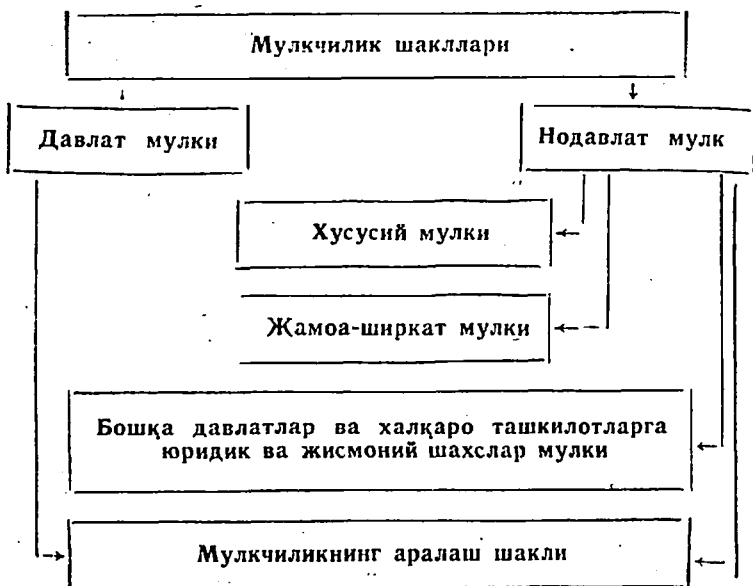 Мулкчилик шакллари
Давлат мулки
Нодавлат мулк
Хусусий мулки
Жамоа-ширкат мулки
Бошқа давлатлар ва халқаро ташкилотларга
юридик ва жисмоний шахслар мулки
Мулкчиликнинг аралаш шакли